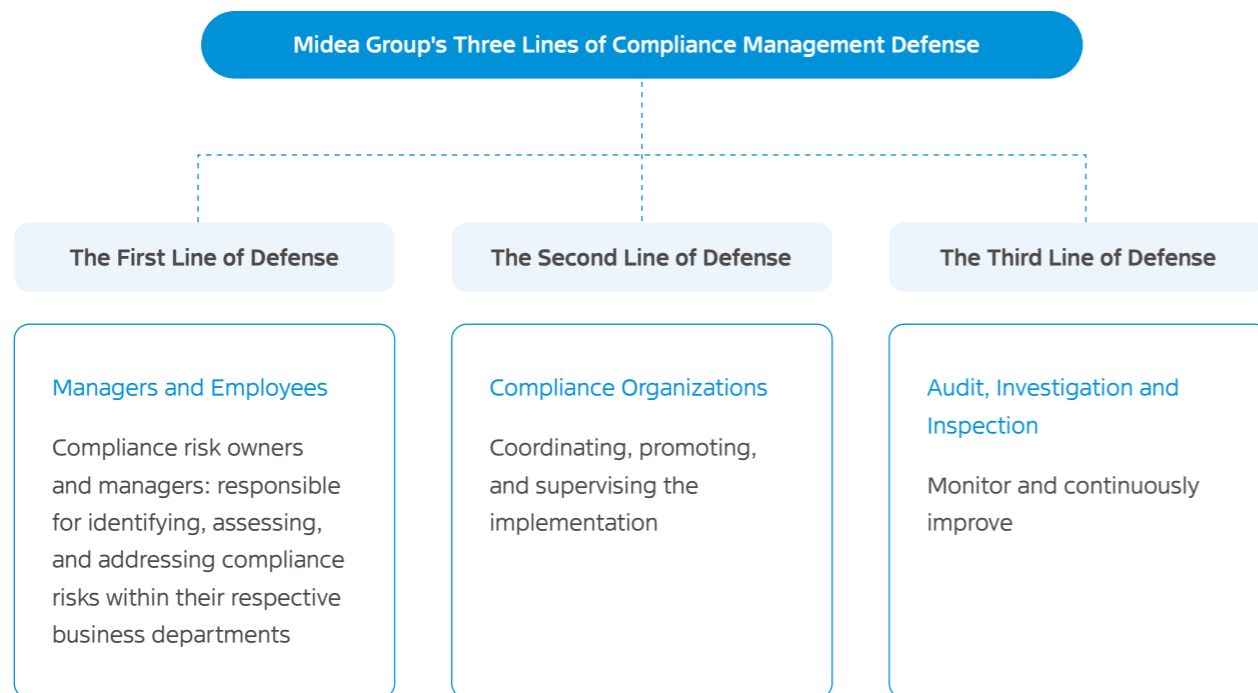 Midea Group's Three Lines of Compliance Management Defense
The First Line of Defense
Managers and Employees
Compliance risk owners
and managers: responsible
for identifying, assessing,
and addressing compliance
risks within their respective
business departments
The Second Line of Defense
Compliance Organizations
Coordinating, promoting,
and supervising the
implementation
The Third Line of Defense
Audit, Investigation and
Inspection
Monitor and continuously
improve